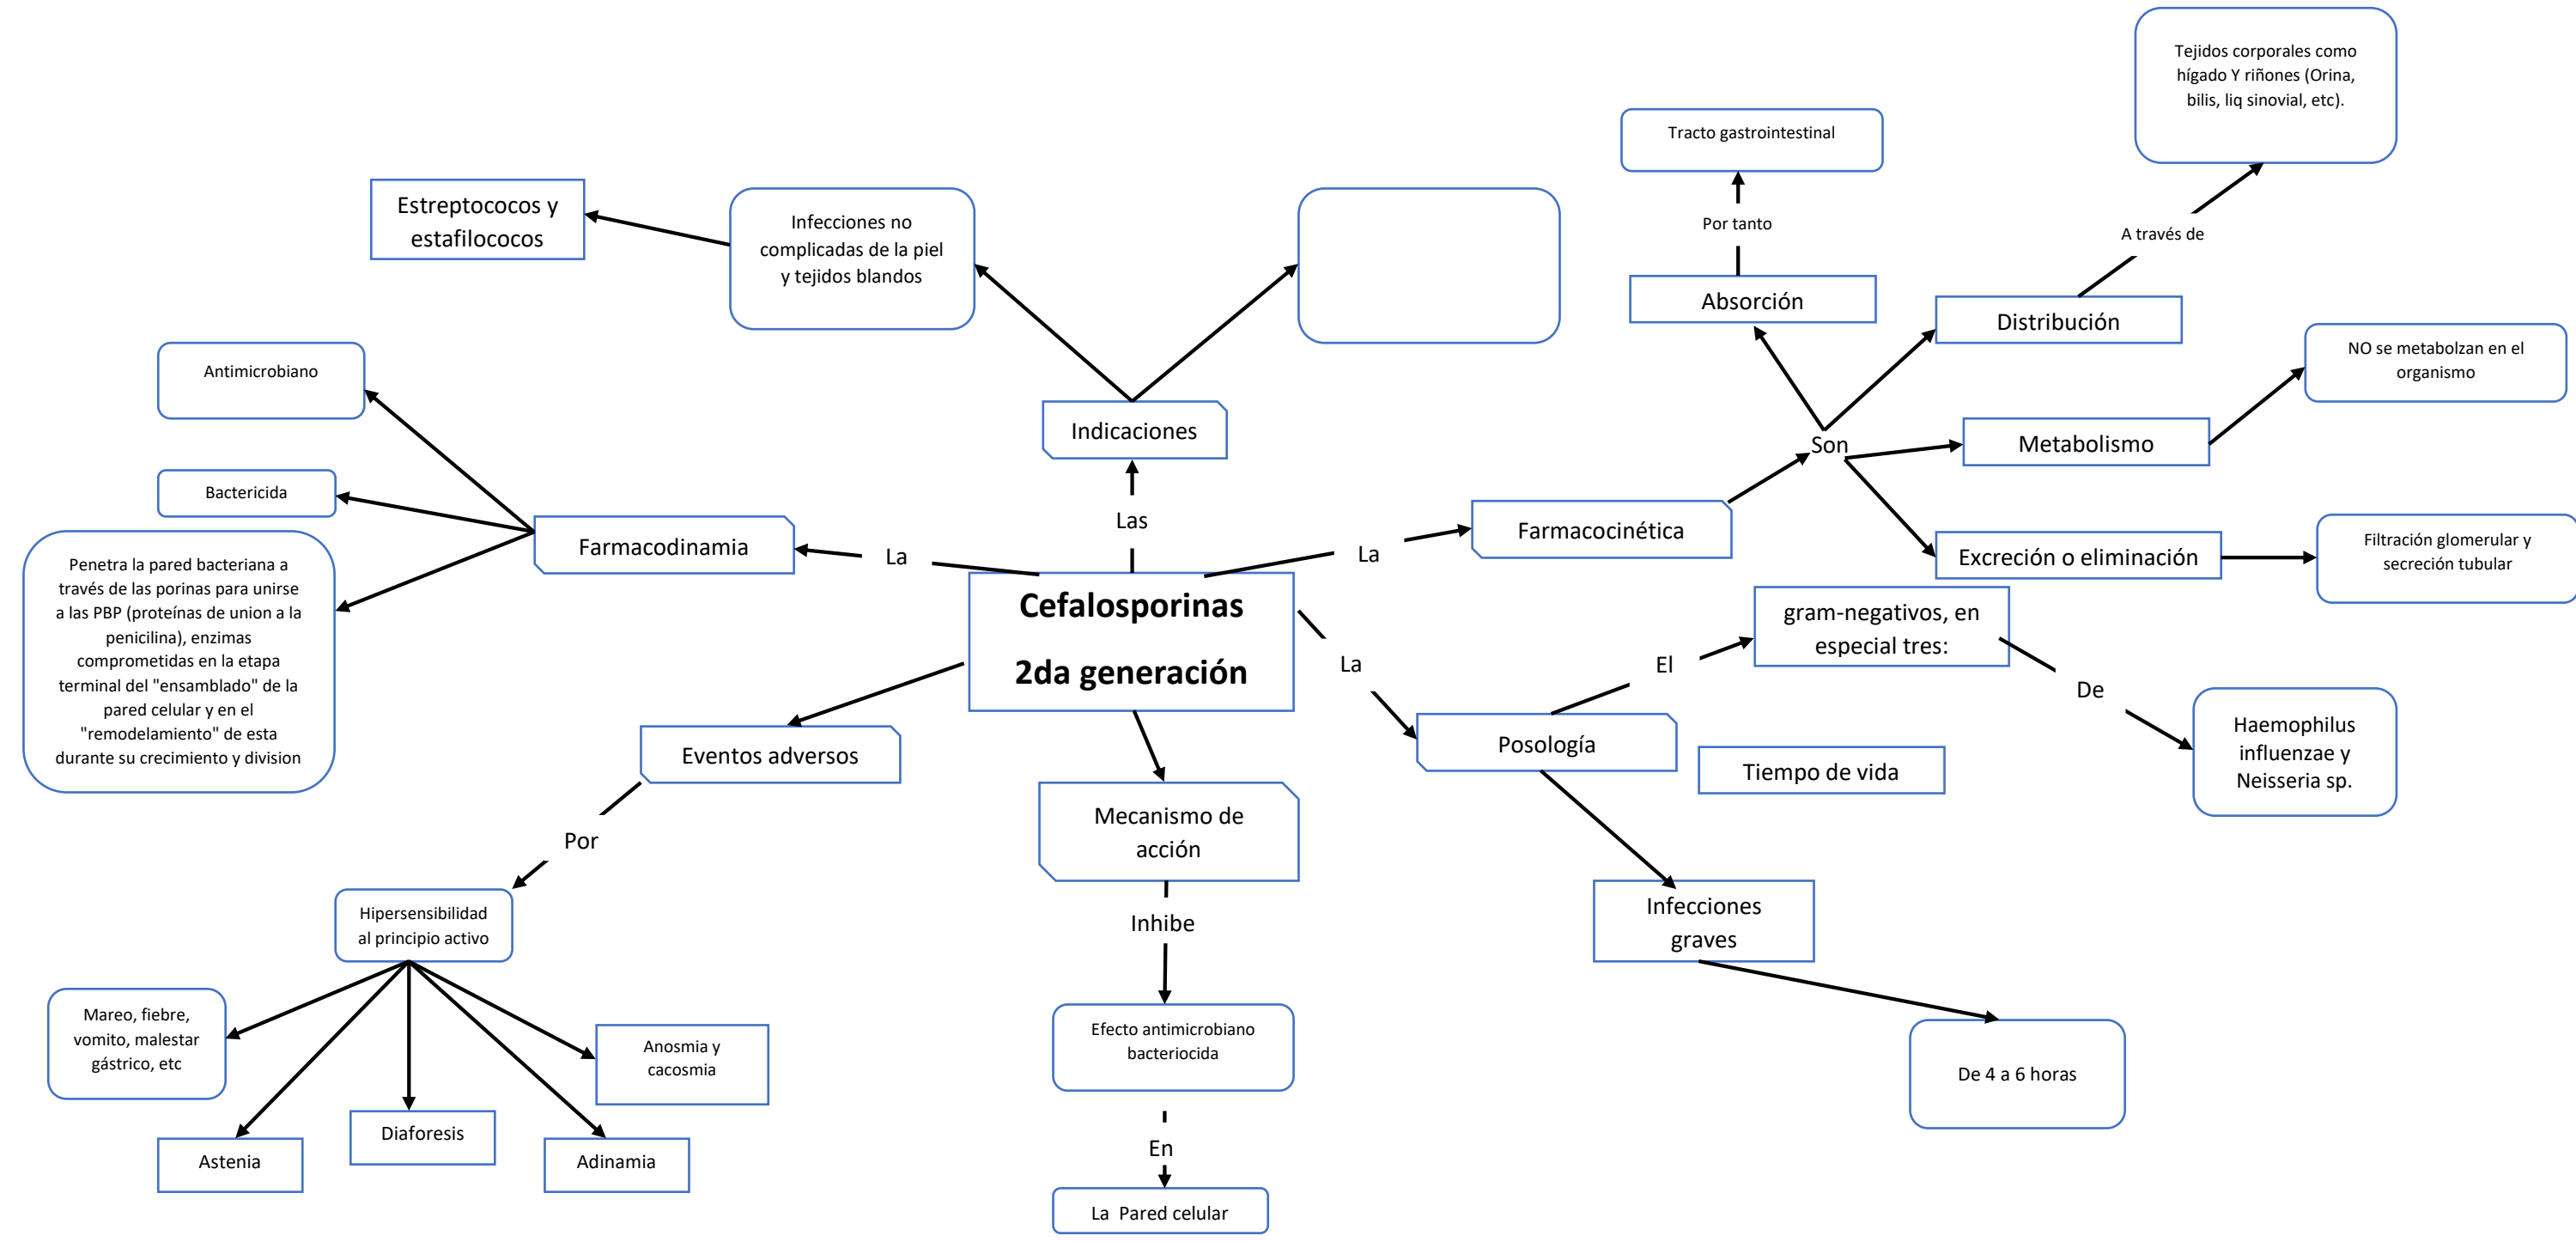 Tejidos corporales como
hígado Y riñones (Orina,
bilis, liq sinovial, etc).
Tracto gastrointestinal
Por tanto
A través de
Absorción
Distribución
Estreptococos y
estafilococos
Infecciones no
complicadas de la piel
y tejidos blandos
NO se metabolzan en el
organismo
Antimicrobiano
Indicaciones
Son
Metabolismo
Bactericida
Las
Farmacocinética
Farmacodinamia
La
La
Excreción o eliminación
Filtración glomerular y
secreción tubular
Penetra la pared bacteriana a
través de las porinas para unirse
a las PBP (proteínas de union a la
penicilina), enzimas
comprometidas en la etapa
terminal del "ensamblado" de la
pared celular y en el
"remodelamiento" de esta
durante su crecimiento y division
Cefalosporinas
2da generación
gram-negativos, en
especial tres:
La
El
De
Haemophilus
influenzae y
Neisseria sp.
Eventos adversos
Posología
Tiempo de vida
Mecanismo de
acción
Por
Inhibe
Infecciones
graves
Hipersensibilidad
al principio activo
Mareo, fiebre,
vomito, malestar
gástrico, etc
Anosmia y
cacosmia
Efecto antimicrobiano
bacteriocida
De 4 a 6 horas
Astenia
Diaforesis
Adinamia
En
La  Pared celular